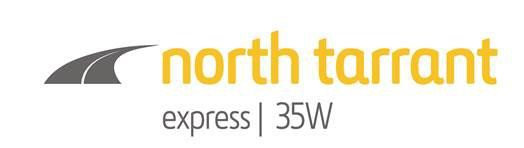 north tarrant
express | 35W